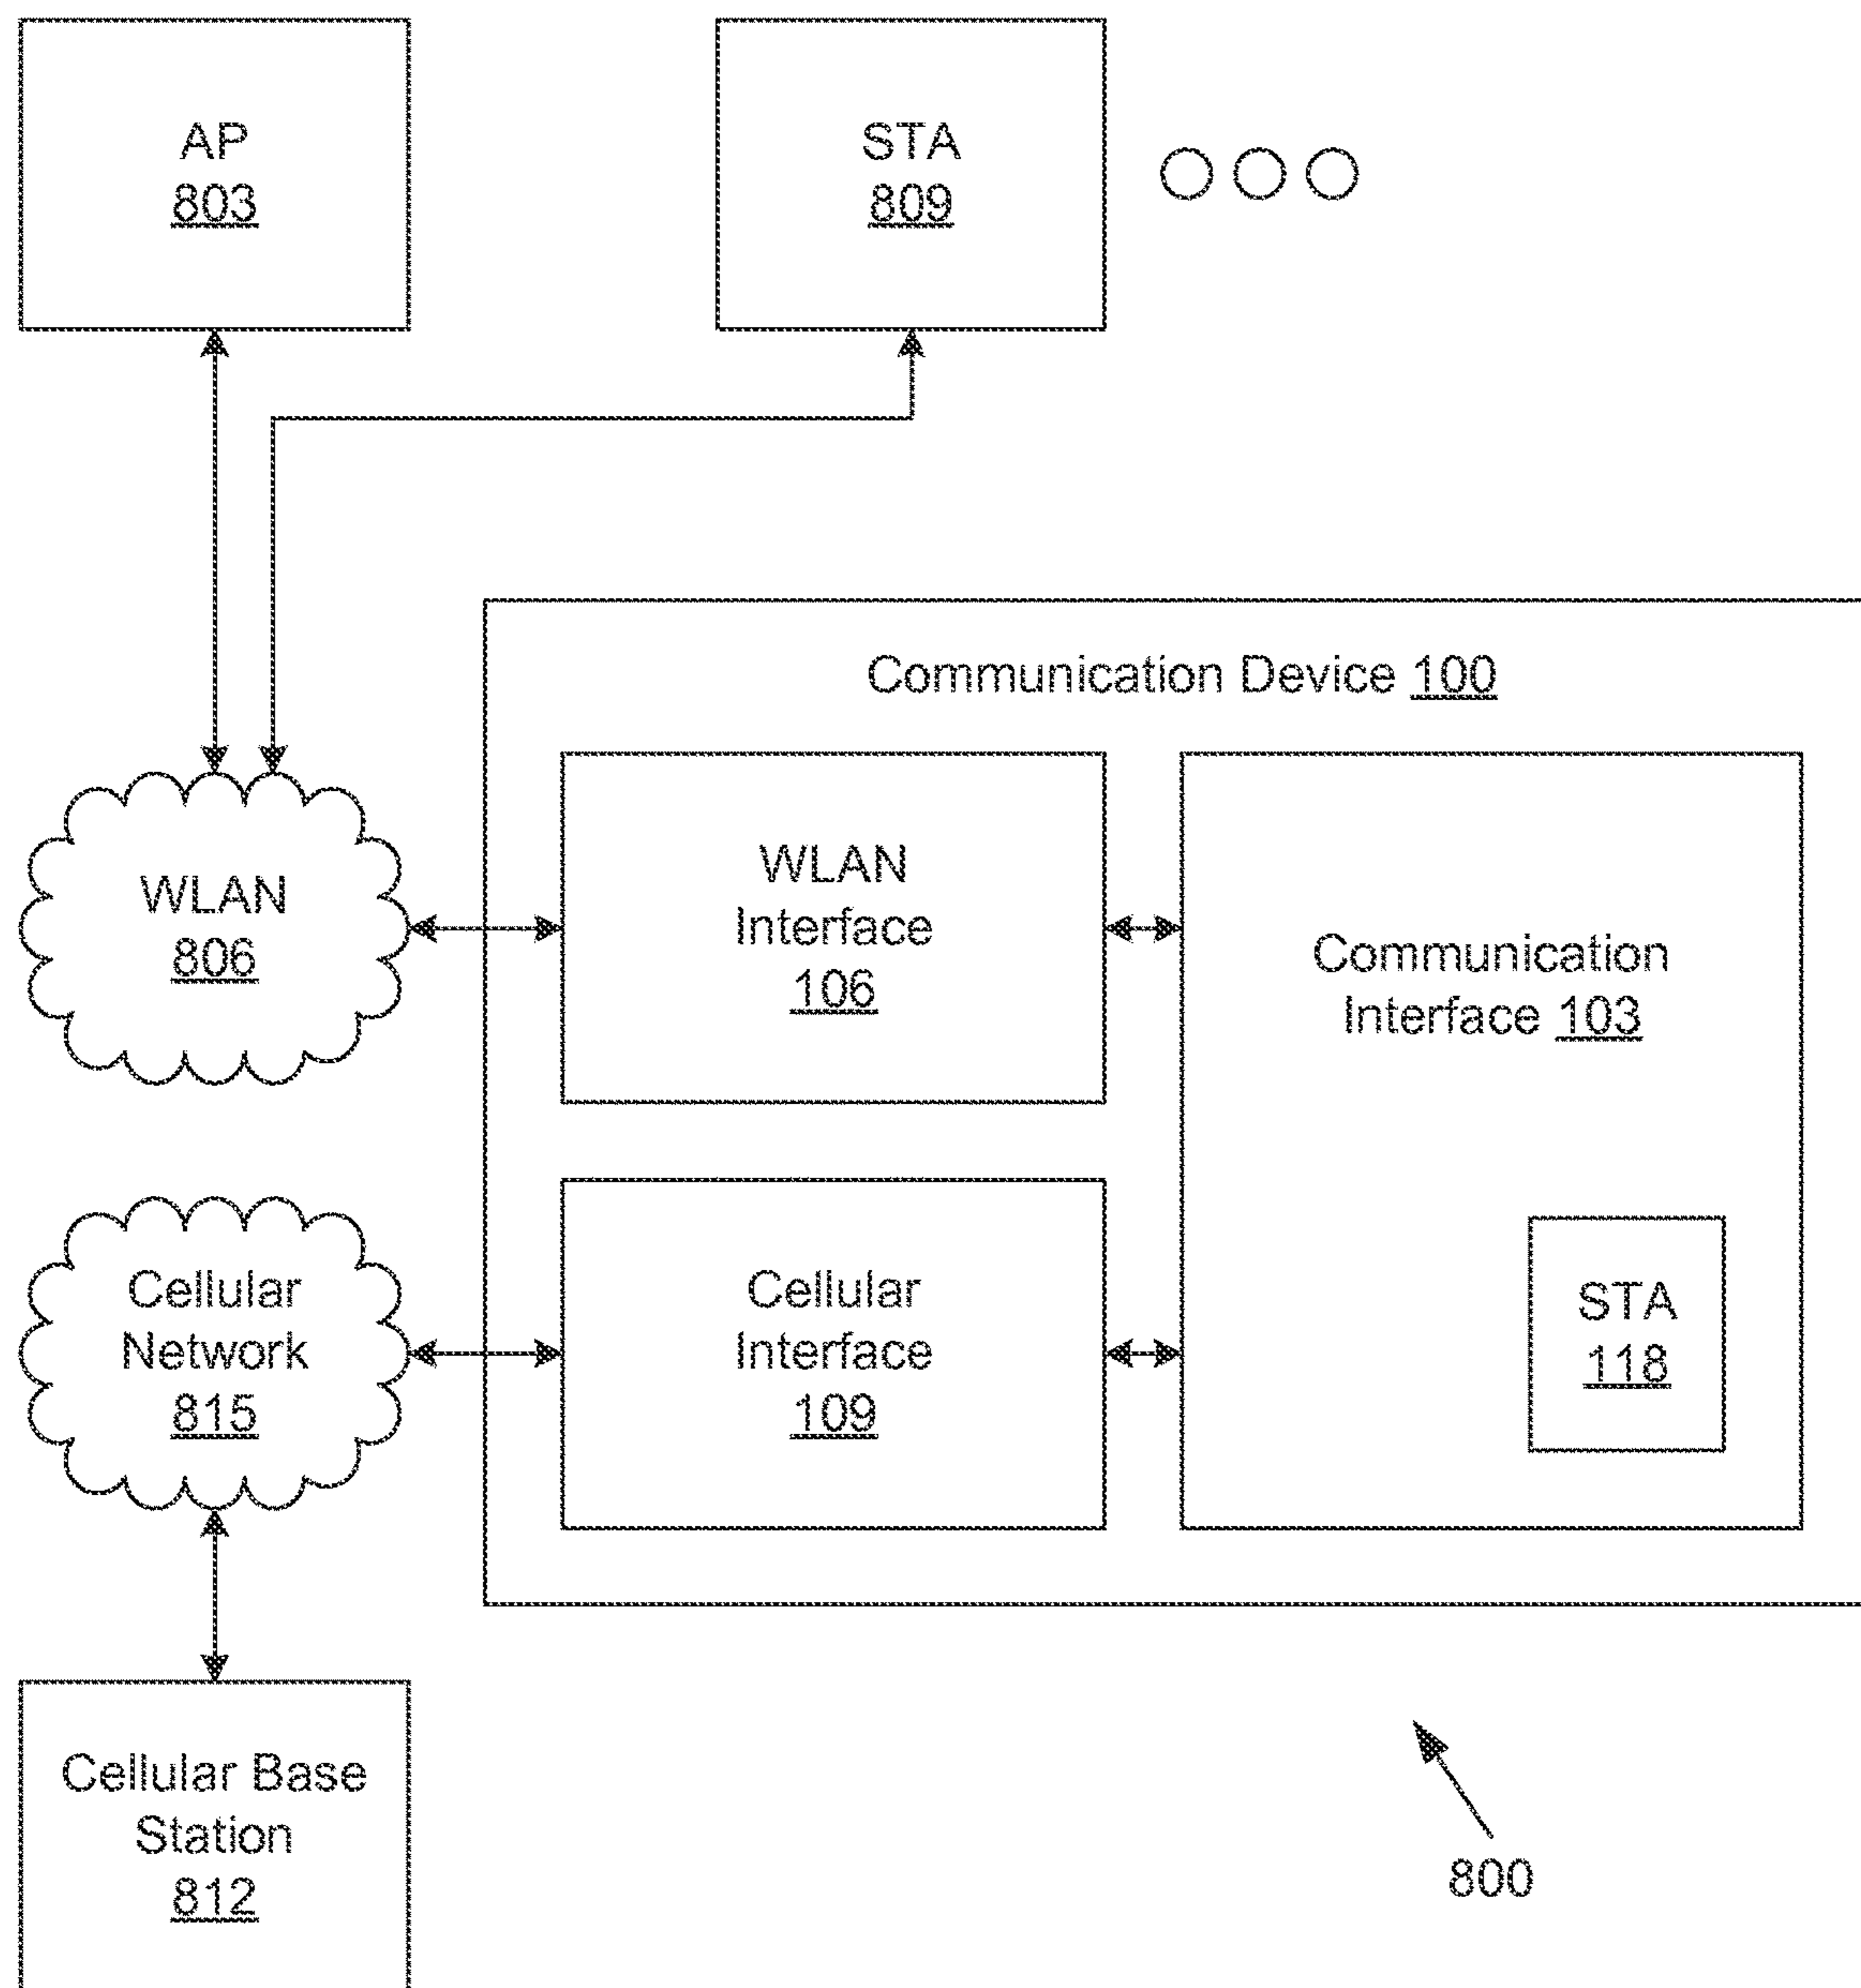 AP
803
STA
809
Communication Device 100
WLAN
806
WLAN
Interface
106
Communication
Interface 103
Cellular
Network
815
Cellular
Interface
109
STA
118
Cellular Base
Station
812
800